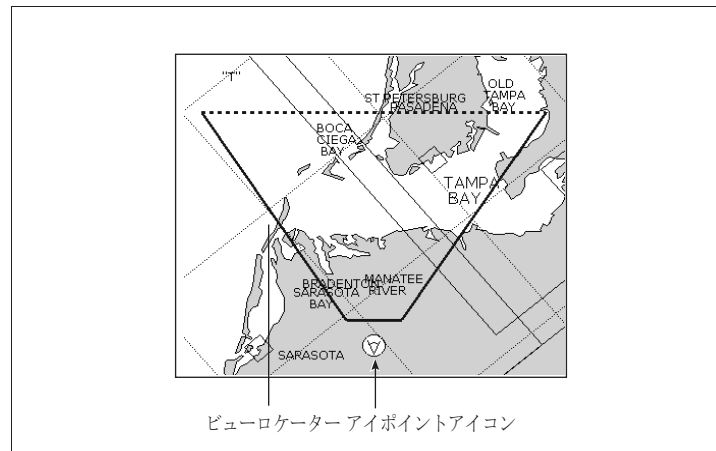 "T"
OLD
TAMPA
BAY
ST PETERSBURG
PASADENA
BOCA
CIEGA
BAY
TAMPA
BAY
BRADENTON
MANATEE
RIVER
SARASOTA
BAY
SARASOTA
ビューロケーター アイポイントアイコン